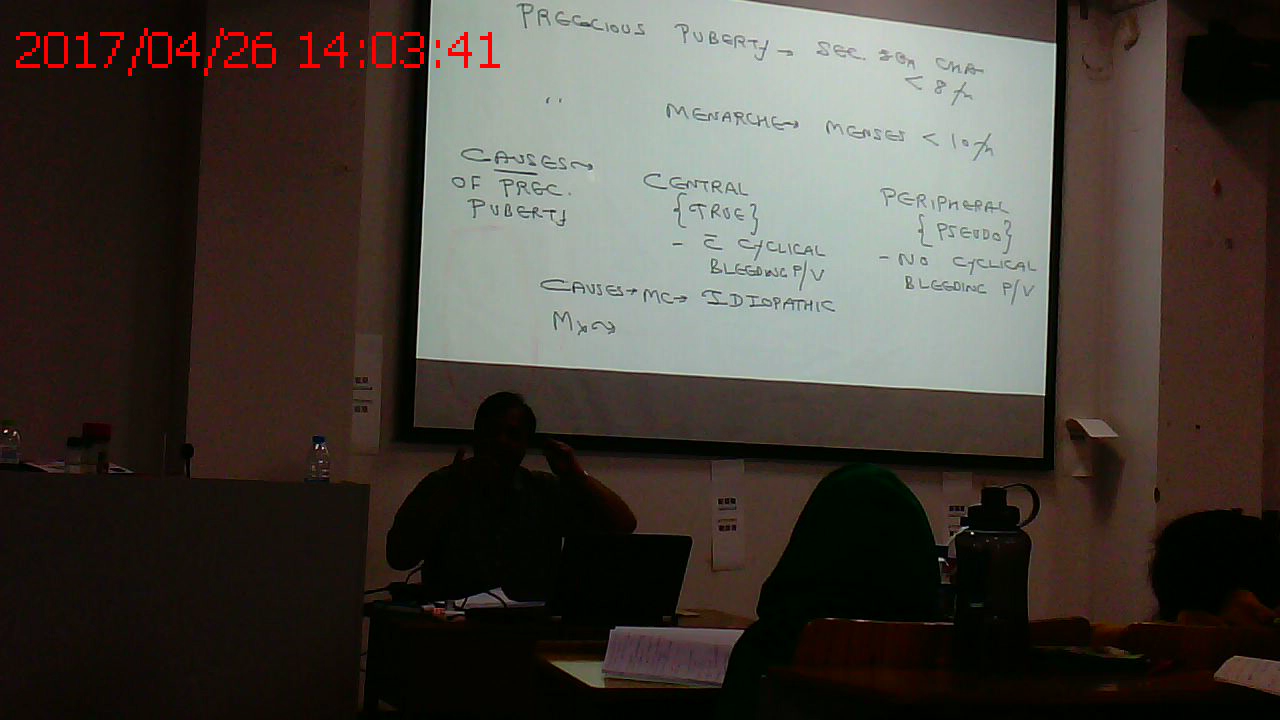 2017/04/26 14:03:41
PRECOCIOUS PUBERTY → SEC. SEX CHA
< 8 yr
" MENARCHE → MENSES < 10 yr
CAUSES →
OF PREC.
PUBERTY
CENTRAL
{TRUE}
- c̄ CYCLICAL
BLEEDING P/V
PERIPHERAL
{PSEUDO}
- NO CYCLICAL
BLEEDING P/V
CAUSES → MC → IDIOPATHIC
Mx →